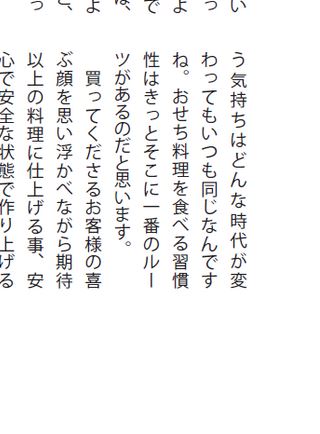 い
っ
よ
で
は、
よ
と、
っ
う気持ちはどんな時代が変
わってもいつも同じなんです
ね。おせち料理を食べる習慣
性はきっとそこに一番のルー
ツがあるのだと思います。
買ってくださるお客様の喜
ぶ顔を思い浮かべながら期待
以上の料理に仕上げる事、安
心で安全な状態で作り上げる